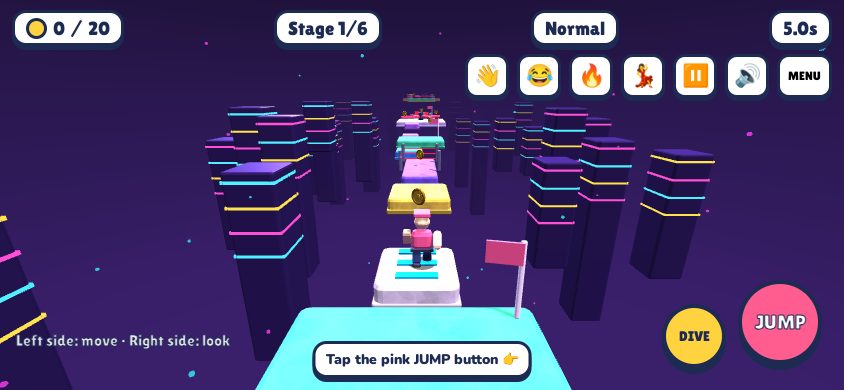 0 / 20
Stage 1/6
Normal
5.0s
MENU
Left side: move · Right side: look
Tap the pink JUMP button 👉
DIVE
JUMP